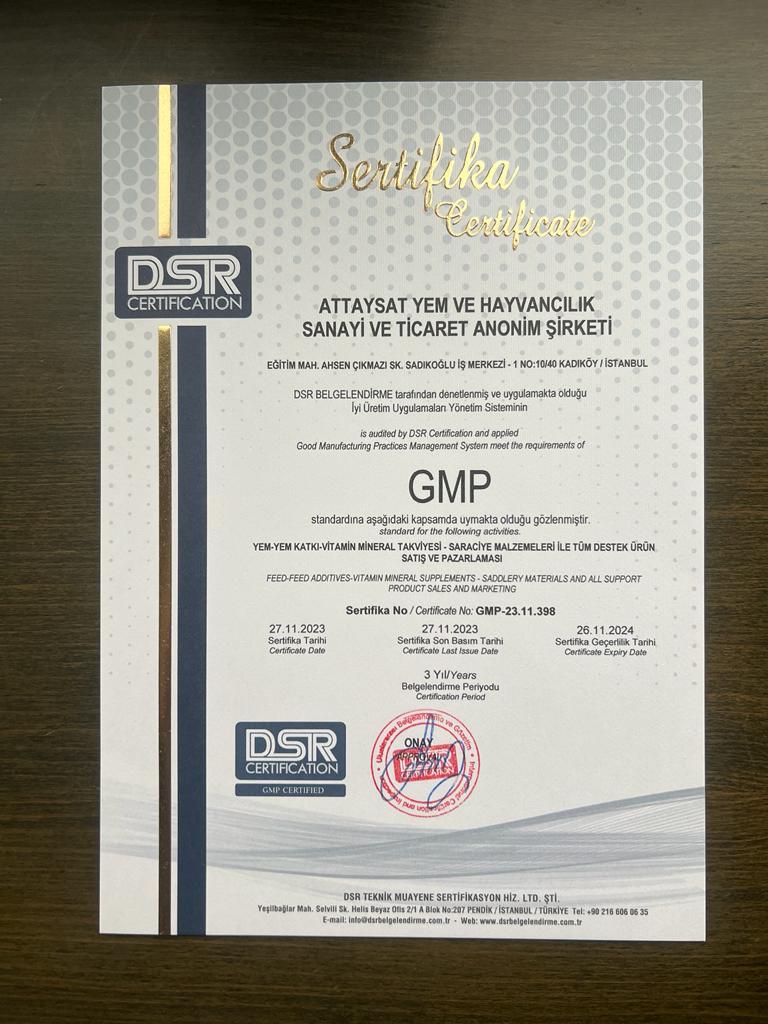 Sertifika
Certificate
DSR
CERTIFICATION
ATTAYSAT YEM VE HAYVANCILIK
SANAYİ VE TİCARET ANONİM ŞİRKETİ
EĞİTİM MAH. AHSEN ÇIKMAZI SK. SADIKOĞLU İŞ MERKEZİ - 1 NO:10/40 KADIKÖY / İSTANBUL
DSR BELGELENDİRME tarafından denetlenmiş ve uygulamakta olduğu
İyi Üretim Uygulamaları Yönetim Sisteminin
is audited by DSR Certification and applied
Good Manufacturing Practices Management System meet the requirements of
GMP
standardına aşağıdaki kapsamda uymakta olduğu gözlenmiştir.
standard for the following activities.
YEM-YEM KATKI-VİTAMİN MİNERAL TAKVİYESİ - SARACİYE MALZEMELERİ İLE TÜM DESTEK ÜRÜN
SATIŞ VE PAZARLAMASI
FEED-FEED ADDITIVES-VITAMIN MINERAL SUPPLEMENTS - SADDLERY MATERIALS AND ALL SUPPORT
PRODUCT SALES AND MARKETING
Sertifika No / Certificate No: GMP-23.11.398
27.11.2023 27.11.2023 26.11.2024
Sertifika Tarihi Sertifika Son Basım Tarihi Sertifika Geçerlilik Tarihi
Certificate Date Certificate Last Issue Date Certificate Expiry Date
3 Yıl/Years
Belgelendirme Periyodu
Certification Period
DSR
CERTIFICATION
GMP CERTIFIED
Uluslararası Belgelendirme ve Gözetim
ONAY
APPROVAL
CERTIFICATION
DSR TEKNİK MUAYENE SERTİFİKASYON HİZ. LTD. ŞTİ.
Yeşilbağlar Mah. Selvili Sk. Helis Beyaz Ofis 2/1 A Blok No:207 PENDİK / İSTANBUL / TÜRKİYE Tel: +90 216 606 06 35
E-mail: info@dsrbelgelendirme.com.tr - Web: www.dsrbelgelendirme.com.tr